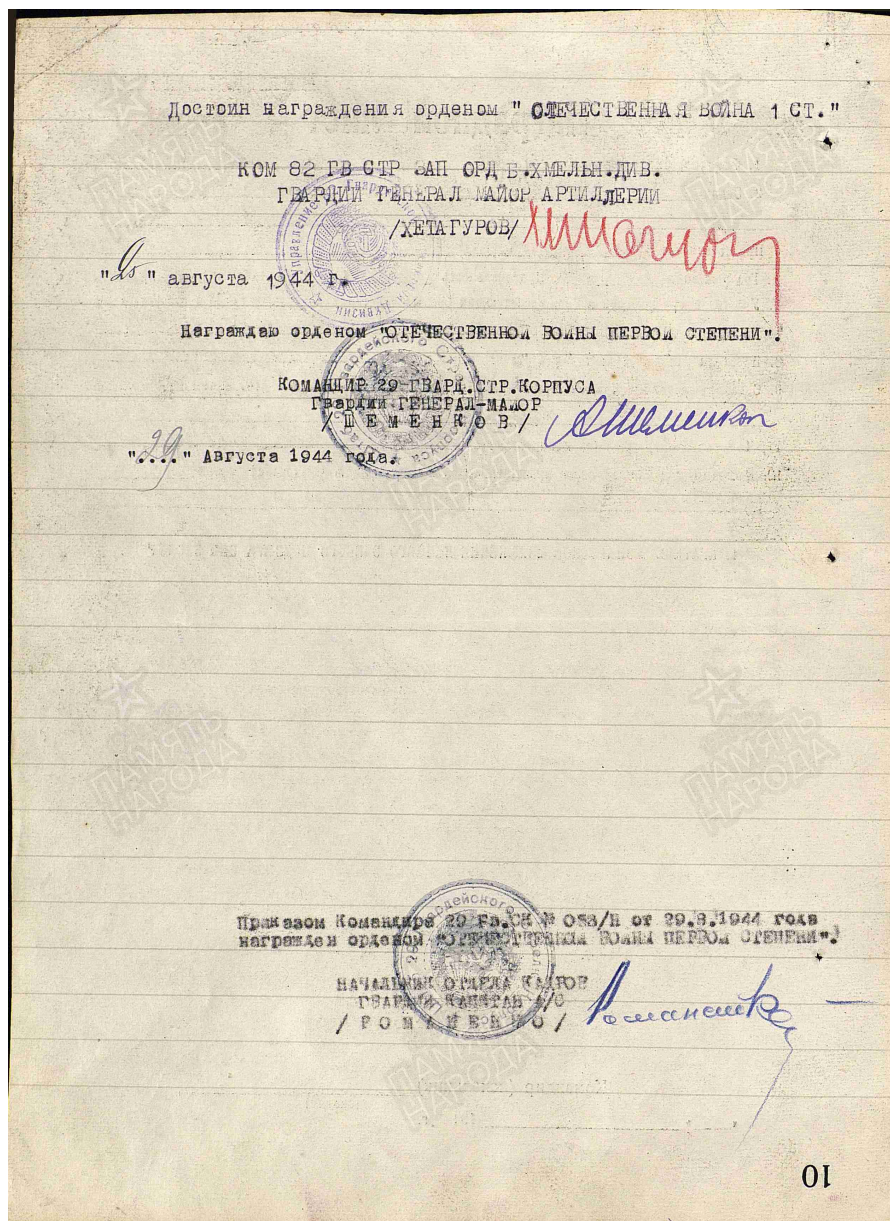 Достоин награждения орденом "ОТЕЧЕСТВЕННАЯ ВОЙНА 1 СТ."
КОМ 82 ГВ СТР ЗАП ОРД Б.ХМЕЛЬН.ДИВ.
ГВАРДИИ ГЕНЕРАЛ МАЙОР АРТИЛЛЕРИИ
/ХЕТАГУРОВ/
" " августа 1944 г.
Награждаю орденом "ОТЕЧЕСТВЕННОЙ ВОЙНЫ ПЕРВОЙ СТЕПЕНИ".
КОМАНДИР 29 ГВАРД.СТР.КОРПУСА
Гвардии ГЕНЕРАЛ-МАЙОР
/ШЕМЕНКОВ/
"29" Августа 1944 года.
Приказом Командира 29 Гв.СК № 058/Н от 29.8.1944 года
награжден орденом "ОТЕЧЕСТВЕННОЙ ВОЙНЫ ПЕРВОЙ СТЕПЕНИ".
НАЧАЛЬНИК ОТДЕЛА КАДРОВ
ГВАРДИИ КАПИТАН А/С
/РОМАНЕНКО/
10
ПАМЯТЬ
НАРОДА